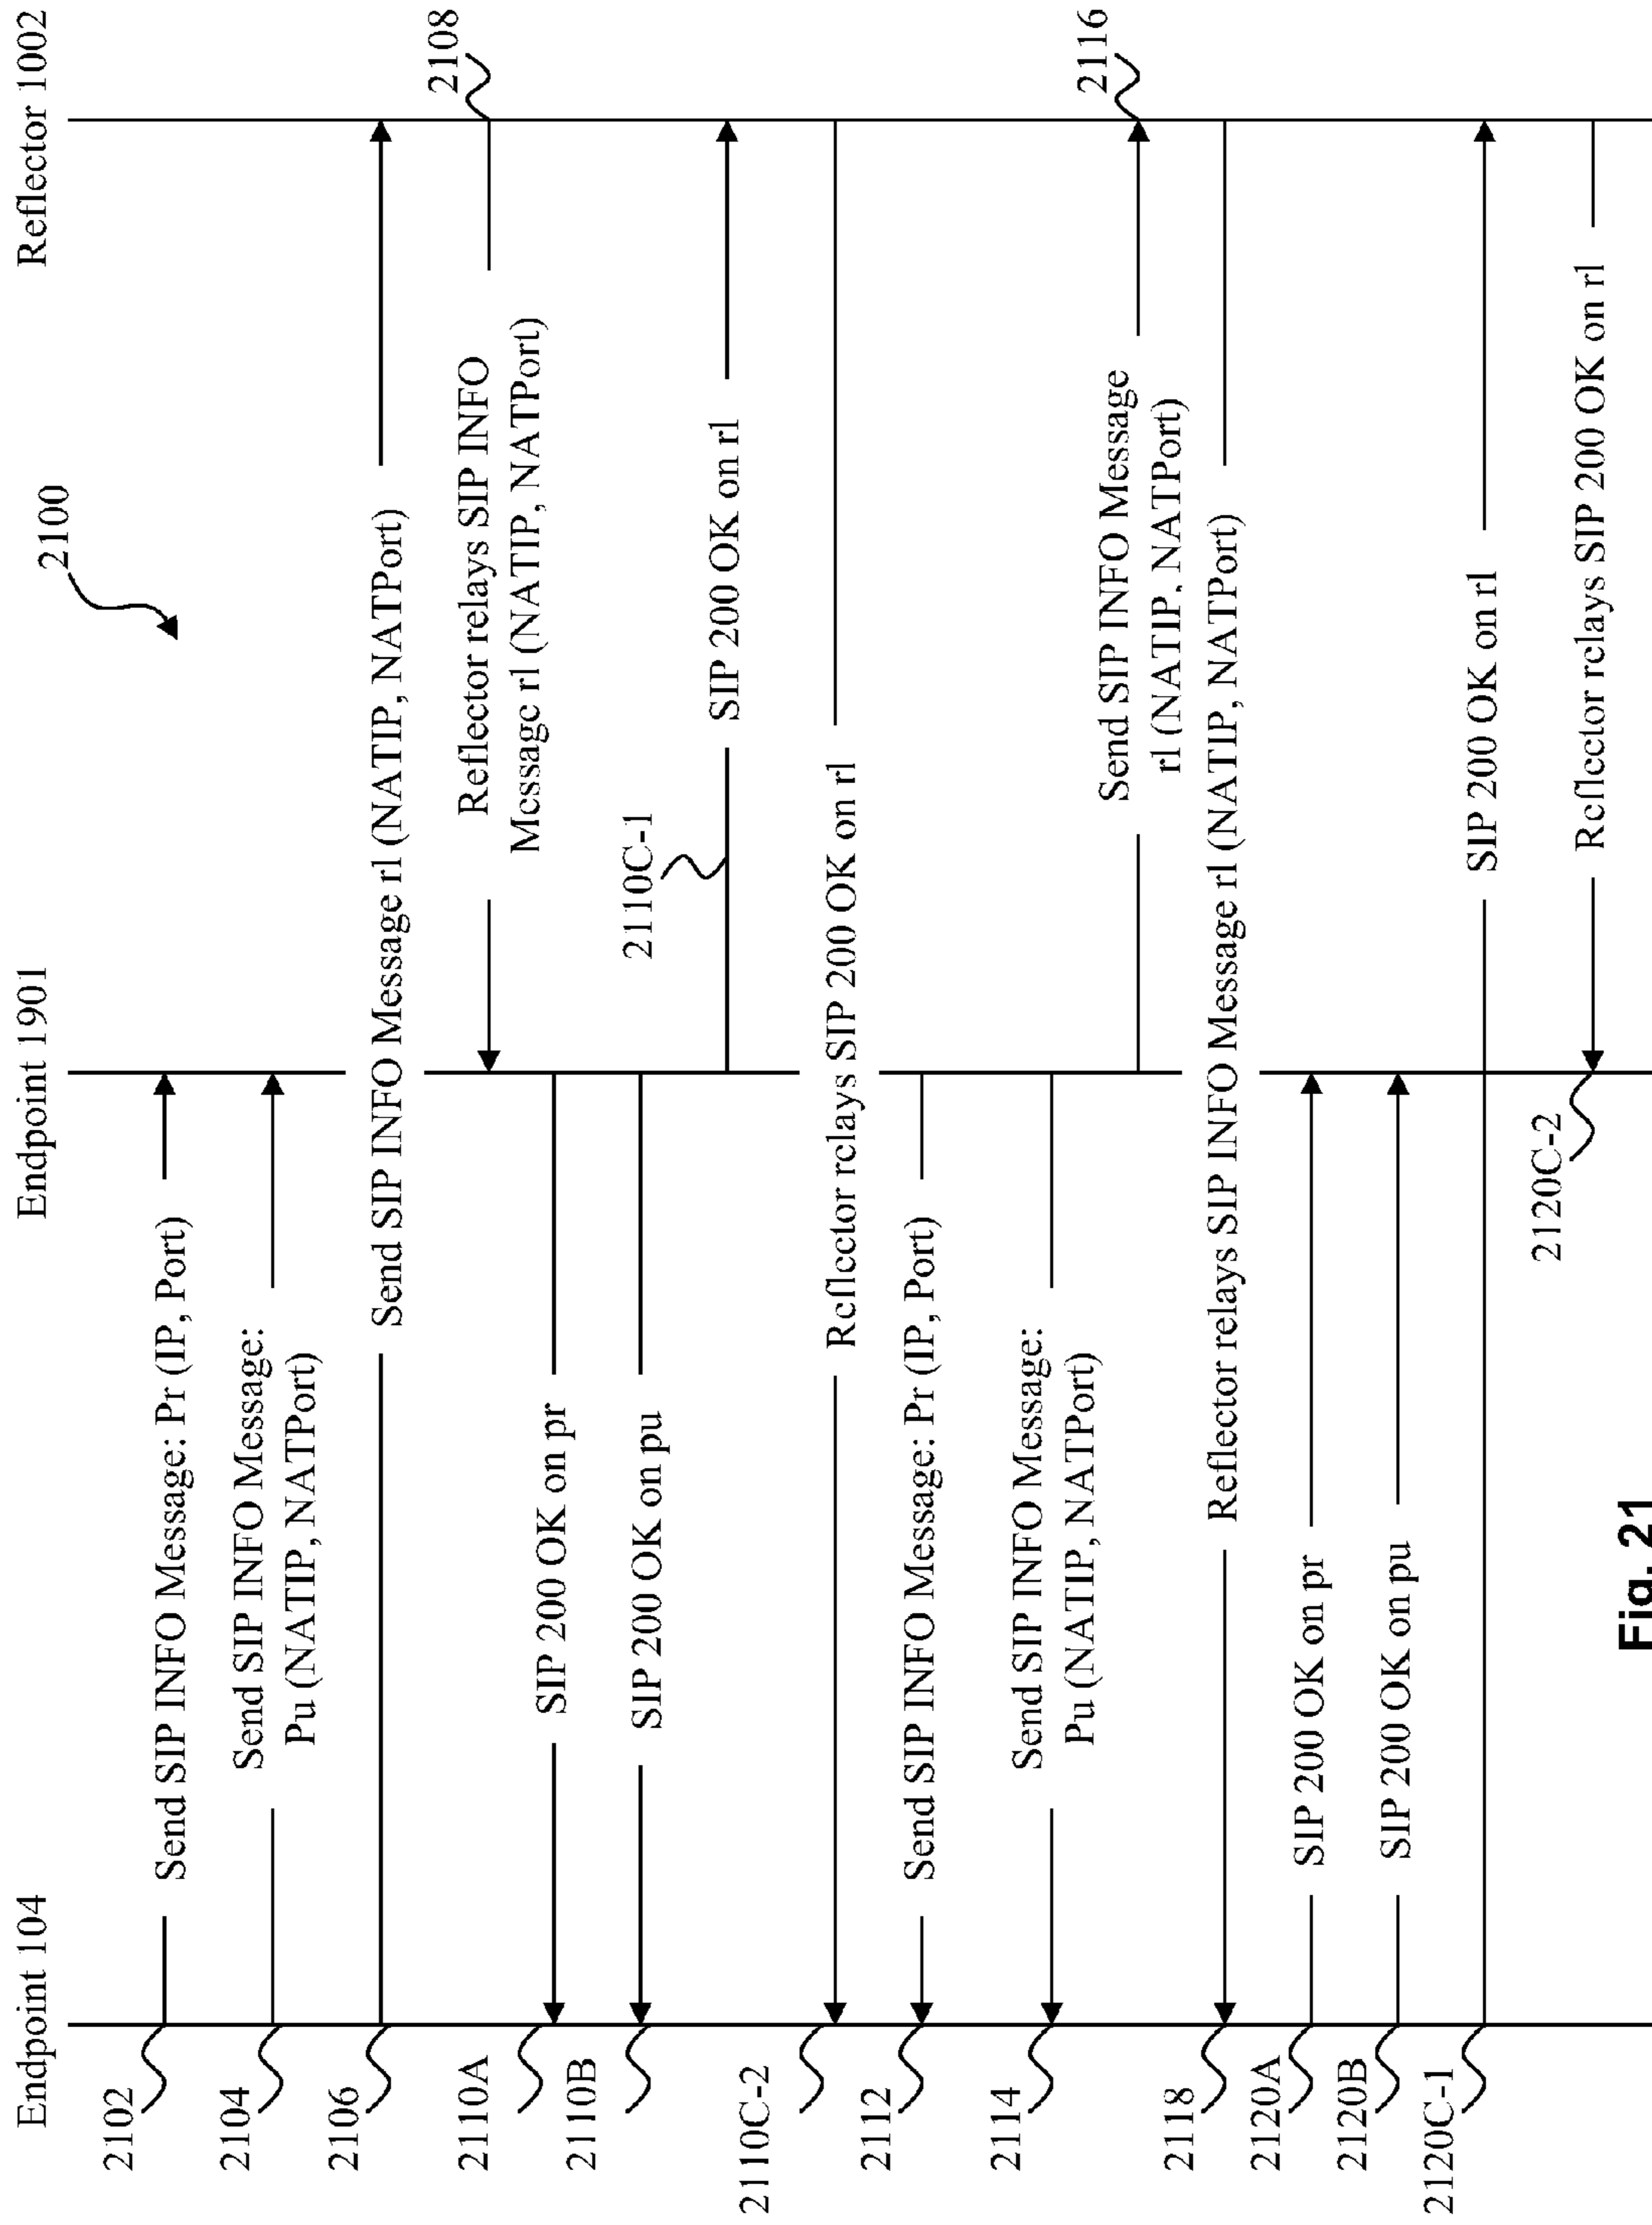 Endpoint 104
Endpoint 1901
Reflector 1002
2100
2102
Send SIP INFO Message: Pr (IP, Port)
2104
Send SIP INFO Message:
Pu (NATIP, NATPort)
2106
Send SIP INFO Message rl (NATIP, NATPort)
2108
Reflector relays SIP INFO
Message rl (NATIP, NATPort)
2110A
SIP 200 OK on pr
2110B
SIP 200 OK on pu
2110C-1
SIP 200 OK on rl
2110C-2
Reflector relays SIP 200 OK on rl
2112
Send SIP INFO Message: Pr (IP, Port)
2114
Send SIP INFO Message:
Pu (NATIP, NATPort)
2116
Send SIP INFO Message
rl (NATIP, NATPort)
2118
Reflector relays SIP INFO Message rl (NATIP, NATPort)
2120A
SIP 200 OK on pr
2120B
SIP 200 OK on pu
2120C-1
SIP 200 OK on rl
2120C-2
Reflector relays SIP 200 OK on rl
Fig. 21